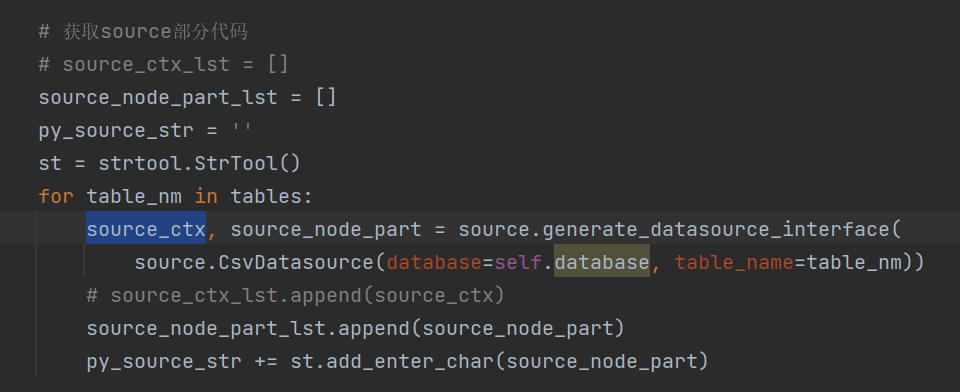 # 获取source部分代码
# source_ctx_lst = []
source_node_part_lst = []
py_source_str = ''
st = strtool.StrTool()
for table_nm in tables:
source_ctx, source_node_part = source.generate_datasource_interface(
source.CsvDatasource(database=self.database, table_name=table_nm))
# source_ctx_lst.append(source_ctx)
source_node_part_lst.append(source_node_part)
py_source_str += st.add_enter_char(source_node_part)